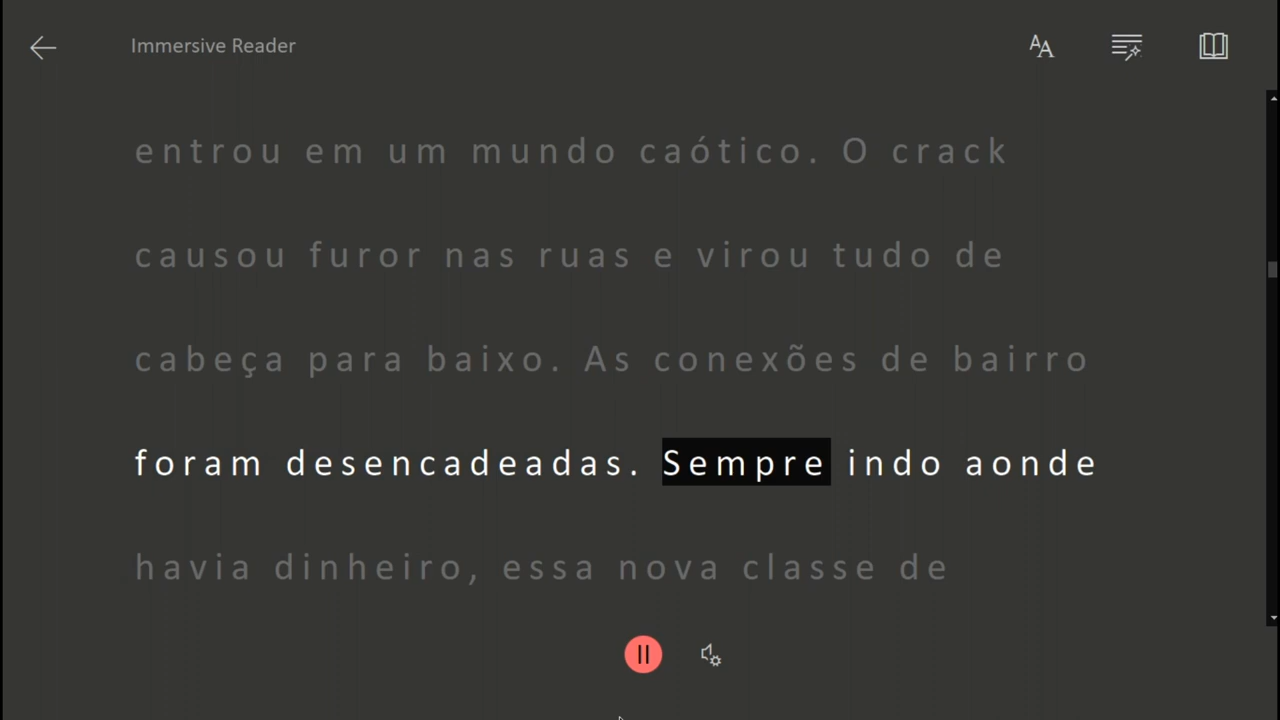 Immersive Reader
entrou em um mundo caótico. O crack
causou furor nas ruas e virou tudo de
cabeça para baixo. As conexões de bairro
foram desencadeadas. Sempre indo aonde
havia dinheiro, essa nova classe de